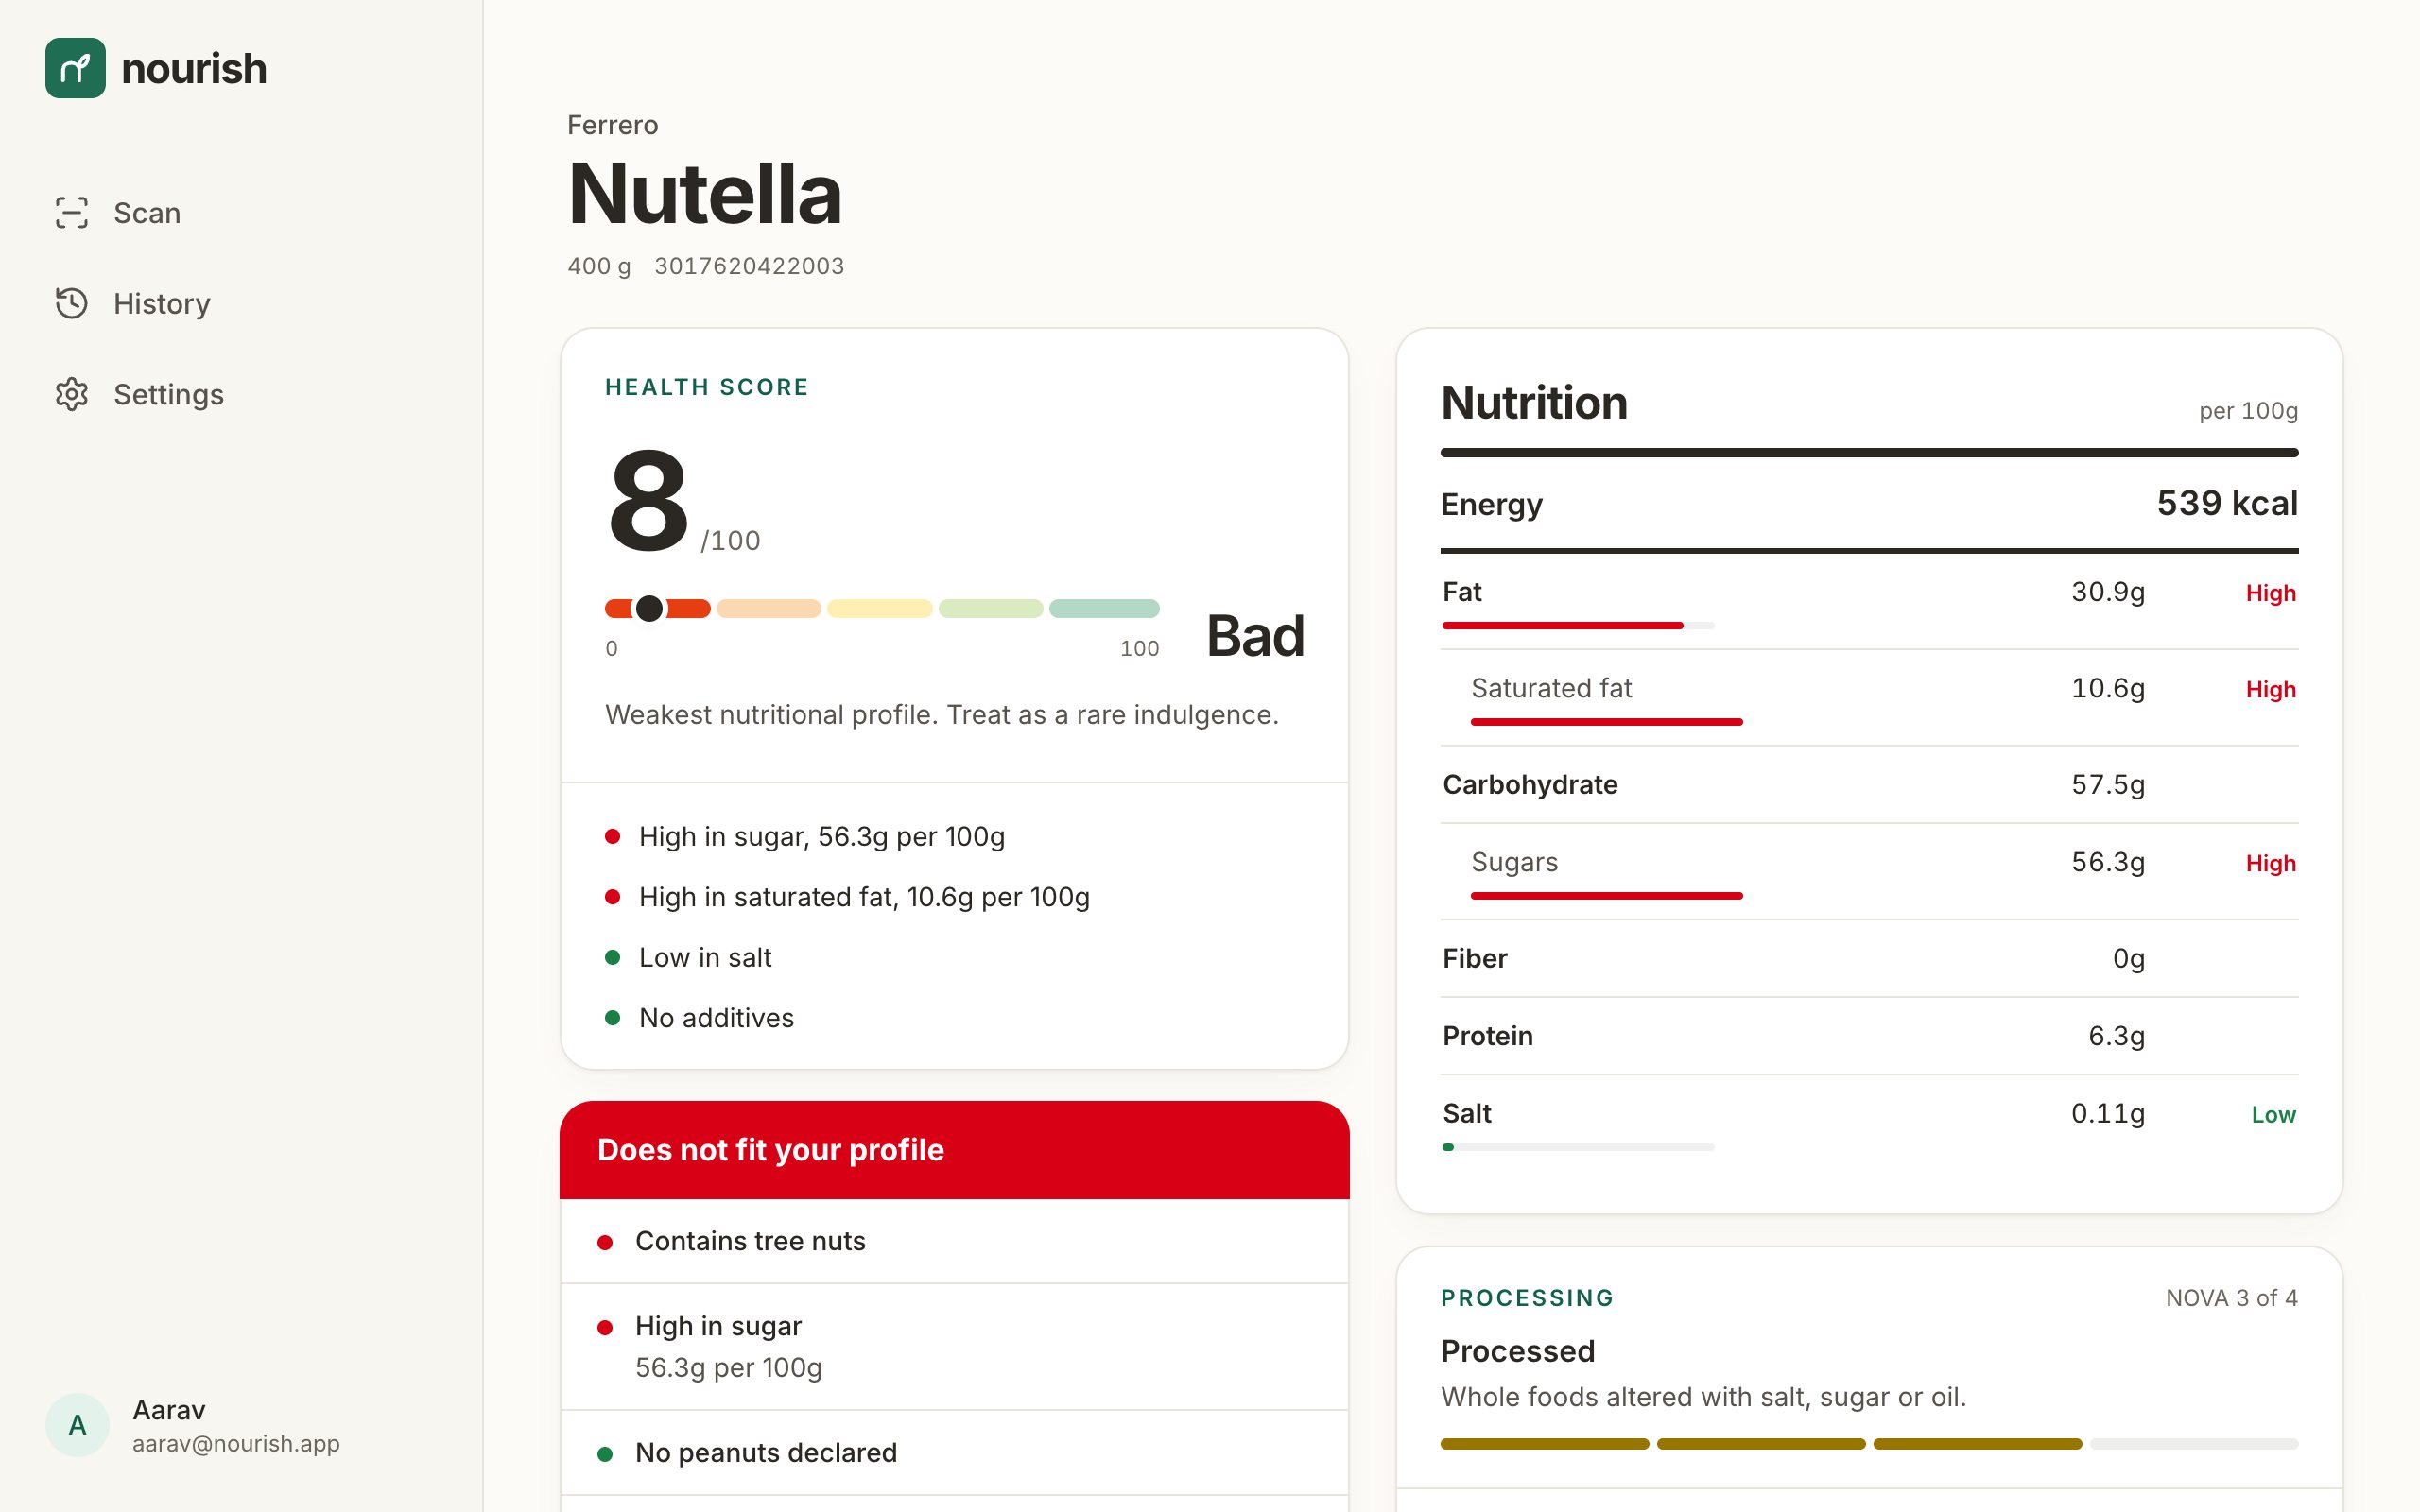 nourish
Scan
History
Settings
Aarav
A
aarav@nourish.app
Ferrero
Nutella
400 g 3017620422003
HEALTH SCORE
8 /100
0 100
Bad
Weakest nutritional profile. Treat as a rare indulgence.
High in sugar, 56.3g per 100g
High in saturated fat, 10.6g per 100g
Low in salt
No additives
Does not fit your profile
Contains tree nuts
High in sugar
56.3g per 100g
No peanuts declared
Nutrition per 100g
Energy 539 kcal
Fat 30.9g High
Saturated fat 10.6g High
Carbohydrate 57.5g
Sugars 56.3g High
Fiber 0g
Protein 6.3g
Salt 0.11g Low
PROCESSING NOVA 3 of 4
Processed
Whole foods altered with salt, sugar or oil.